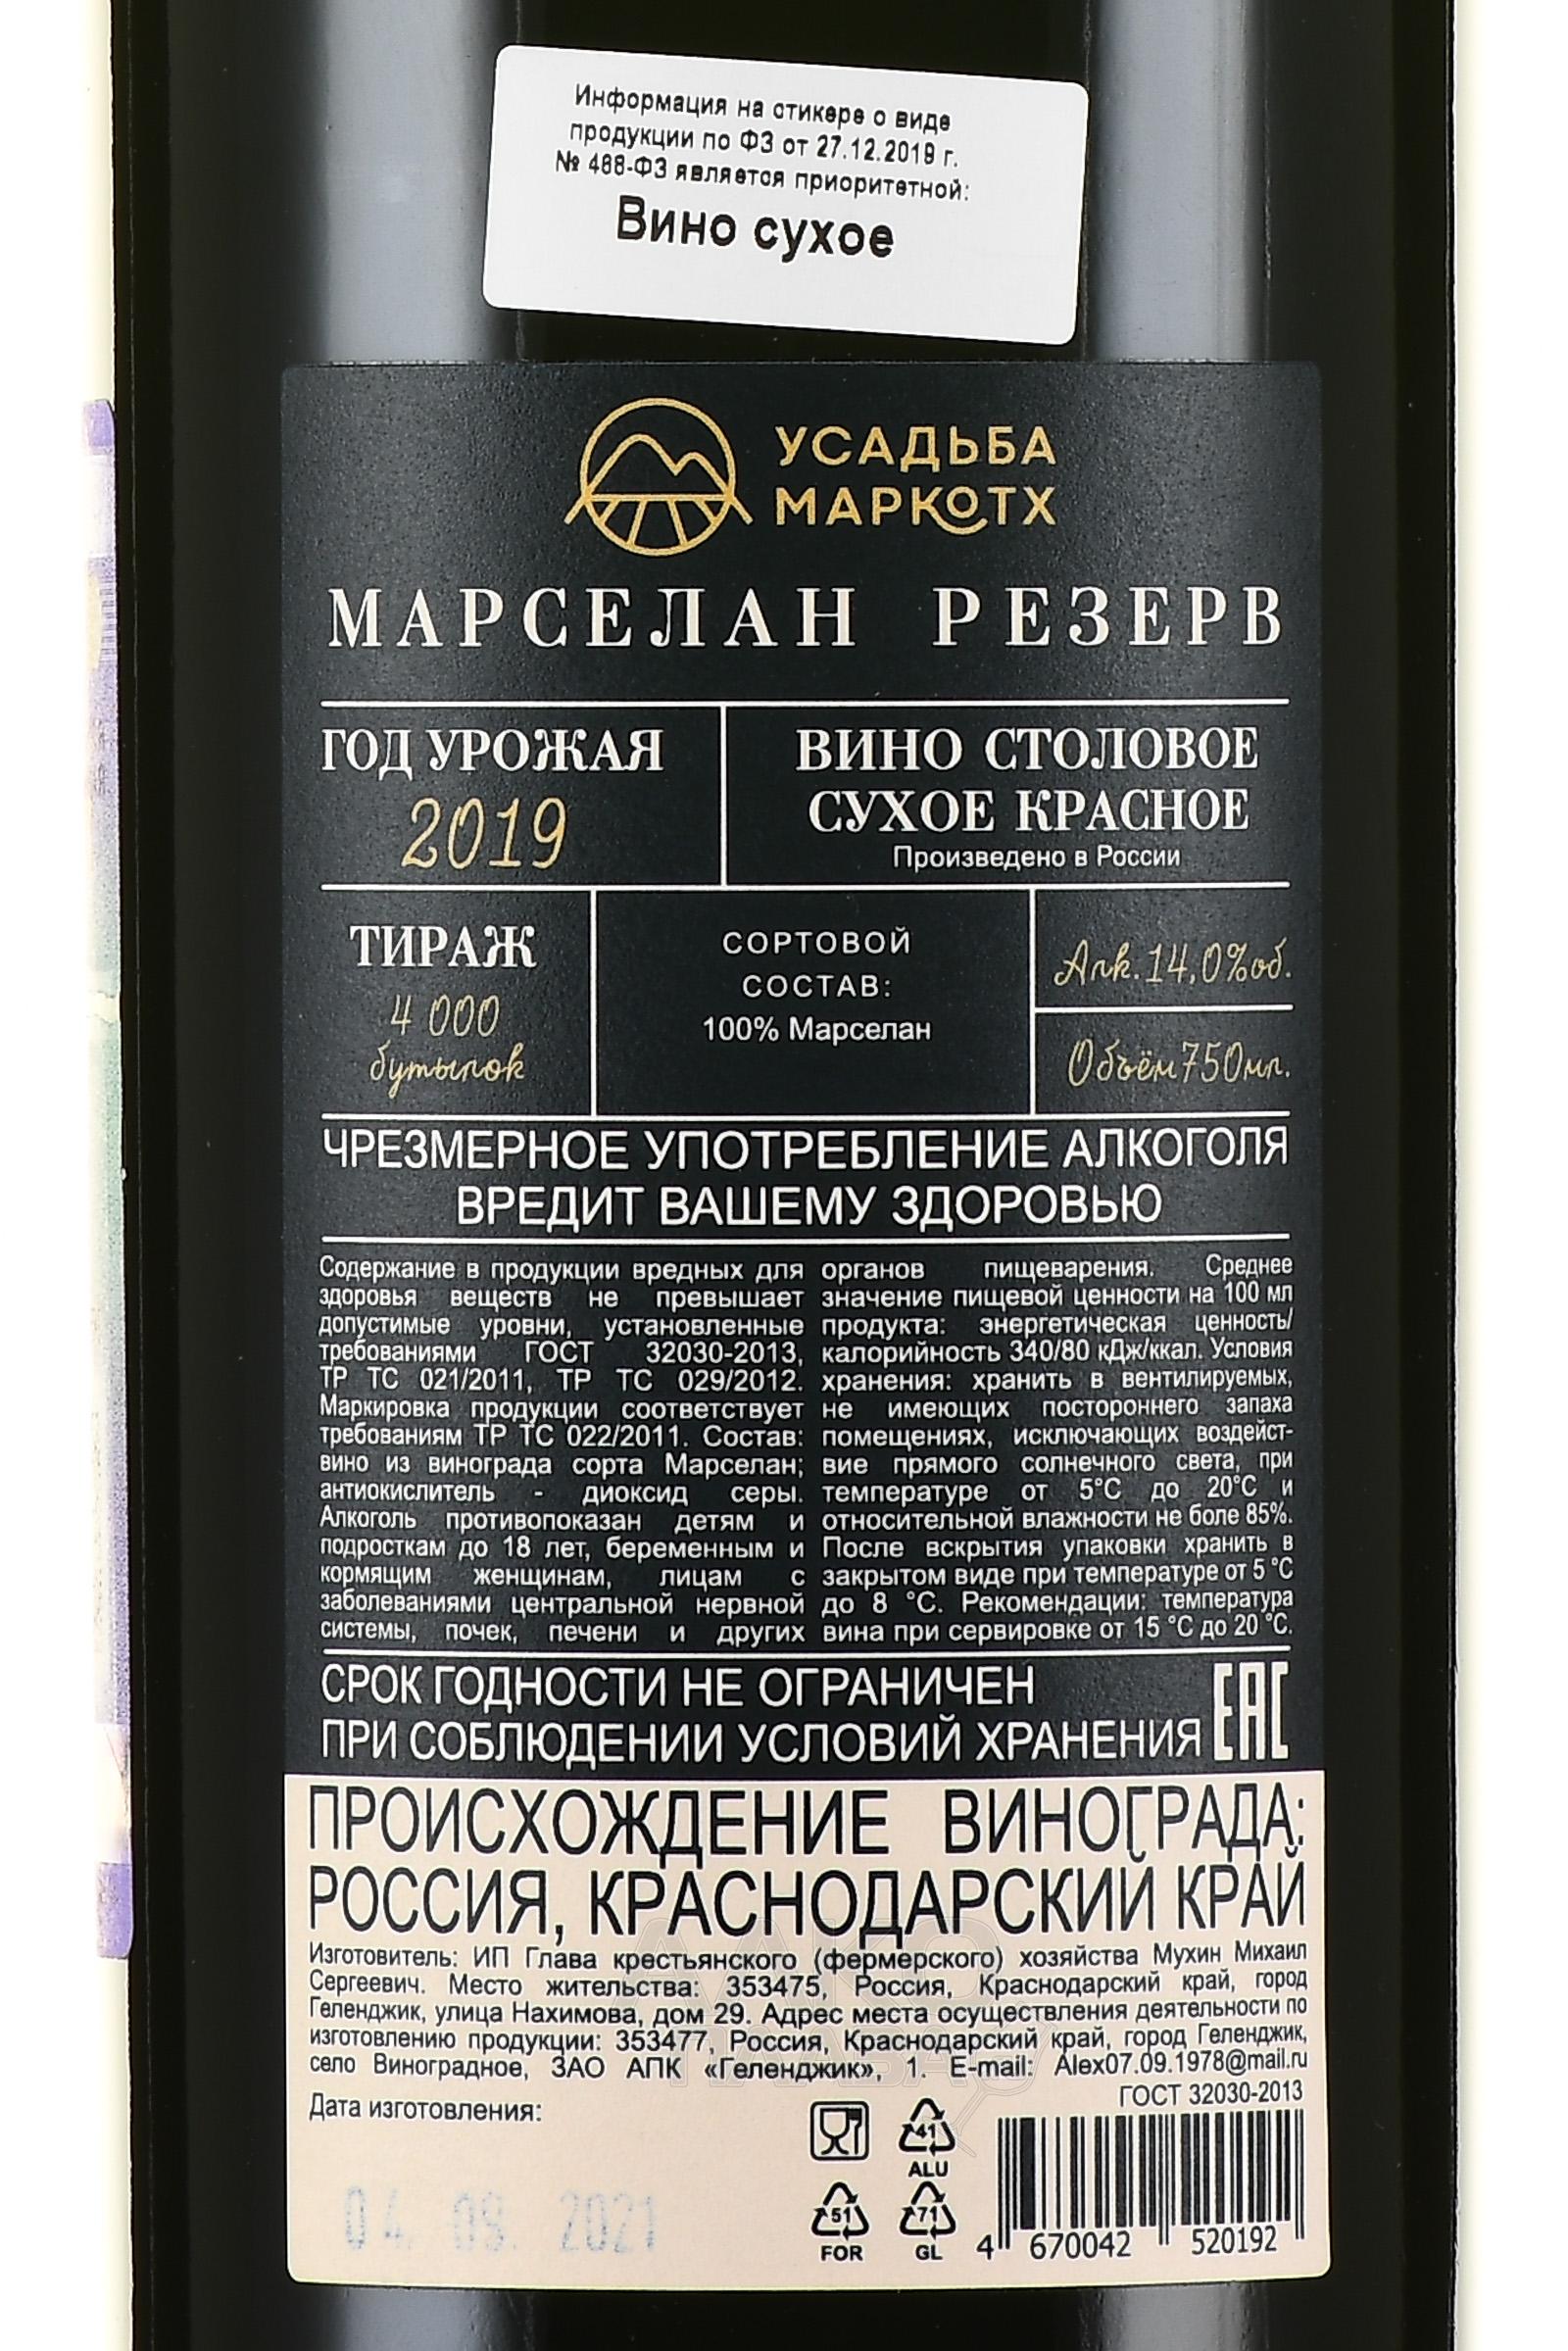 Информация на стикере о виде
продукции по ФЗ от 27.12.2019 г.
№ 468-ФЗ является приоритетной:
Вино сухое
УСАДЬБА
МАРКОТХ
МАРСЕЛАН РЕЗЕРВ
ГОД УРОЖАЯ
2019
ВИНО СТОЛОВОЕ
СУХОЕ КРАСНОЕ
Произведено в России
ТИРАЖ
4 000
бутылок
СОРТОВОЙ
СОСТАВ:
100% Марселан
Алк. 14,0%об.
Объём 750мл.
ЧРЕЗМЕРНОЕ УПОТРЕБЛЕНИЕ АЛКОГОЛЯ
ВРЕДИТ ВАШЕМУ ЗДОРОВЬЮ
Содержание в продукции вредных для
здоровья веществ не превышает
допустимые уровни, установленные
требованиями ГОСТ 32030-2013,
ТР ТС 021/2011, ТР ТС 029/2012.
Маркировка продукции соответствует
требованиям ТР ТС 022/2011. Состав:
вино из винограда сорта Марселан;
антиокислитель - диоксид серы.
Алкоголь противопоказан детям и
подросткам до 18 лет, беременным и
кормящим женщинам, лицам с
заболеваниями центральной нервной
системы, почек, печени и других
органов пищеварения. Среднее
значение пищевой ценности на 100 мл
продукта: энергетическая ценность/
калорийность 340/80 кДж/ккал. Условия
хранения: хранить в вентилируемых,
не имеющих постороннего запаха
помещениях, исключающих воздейст-
вие прямого солнечного света, при
температуре от 5°С до 20°С и
относительной влажности не боле 85%.
После вскрытия упаковки хранить в
закрытом виде при температуре от 5 °С
до 8 °С. Рекомендации: температура
вина при сервировке от 15 °С до 20 °С.
СРОК ГОДНОСТИ НЕ ОГРАНИЧЕН
ПРИ СОБЛЮДЕНИИ УСЛОВИЙ ХРАНЕНИЯ
EAC
ПРОИСХОЖДЕНИЕ ВИНОГРАДА:
РОССИЯ, КРАСНОДАРСКИЙ КРАЙ
Изготовитель: ИП Глава крестьянского (фермерского) хозяйства Мухин Михаил
Сергеевич. Место жительства: 353475, Россия, Краснодарский край, город
Геленджик, улица Нахимова, дом 29. Адрес места осуществления деятельности по
изготовлению продукции: 353477, Россия, Краснодарский край, город Геленджик,
село Виноградное, ЗАО АПК «Геленджик», 1. E-mail: Alex07.09.1978@mail.ru
ГОСТ 32030-2013
Дата изготовления:
04. 09. 2021
41
ALU
51
FOR
71
GL
4 670042 520192